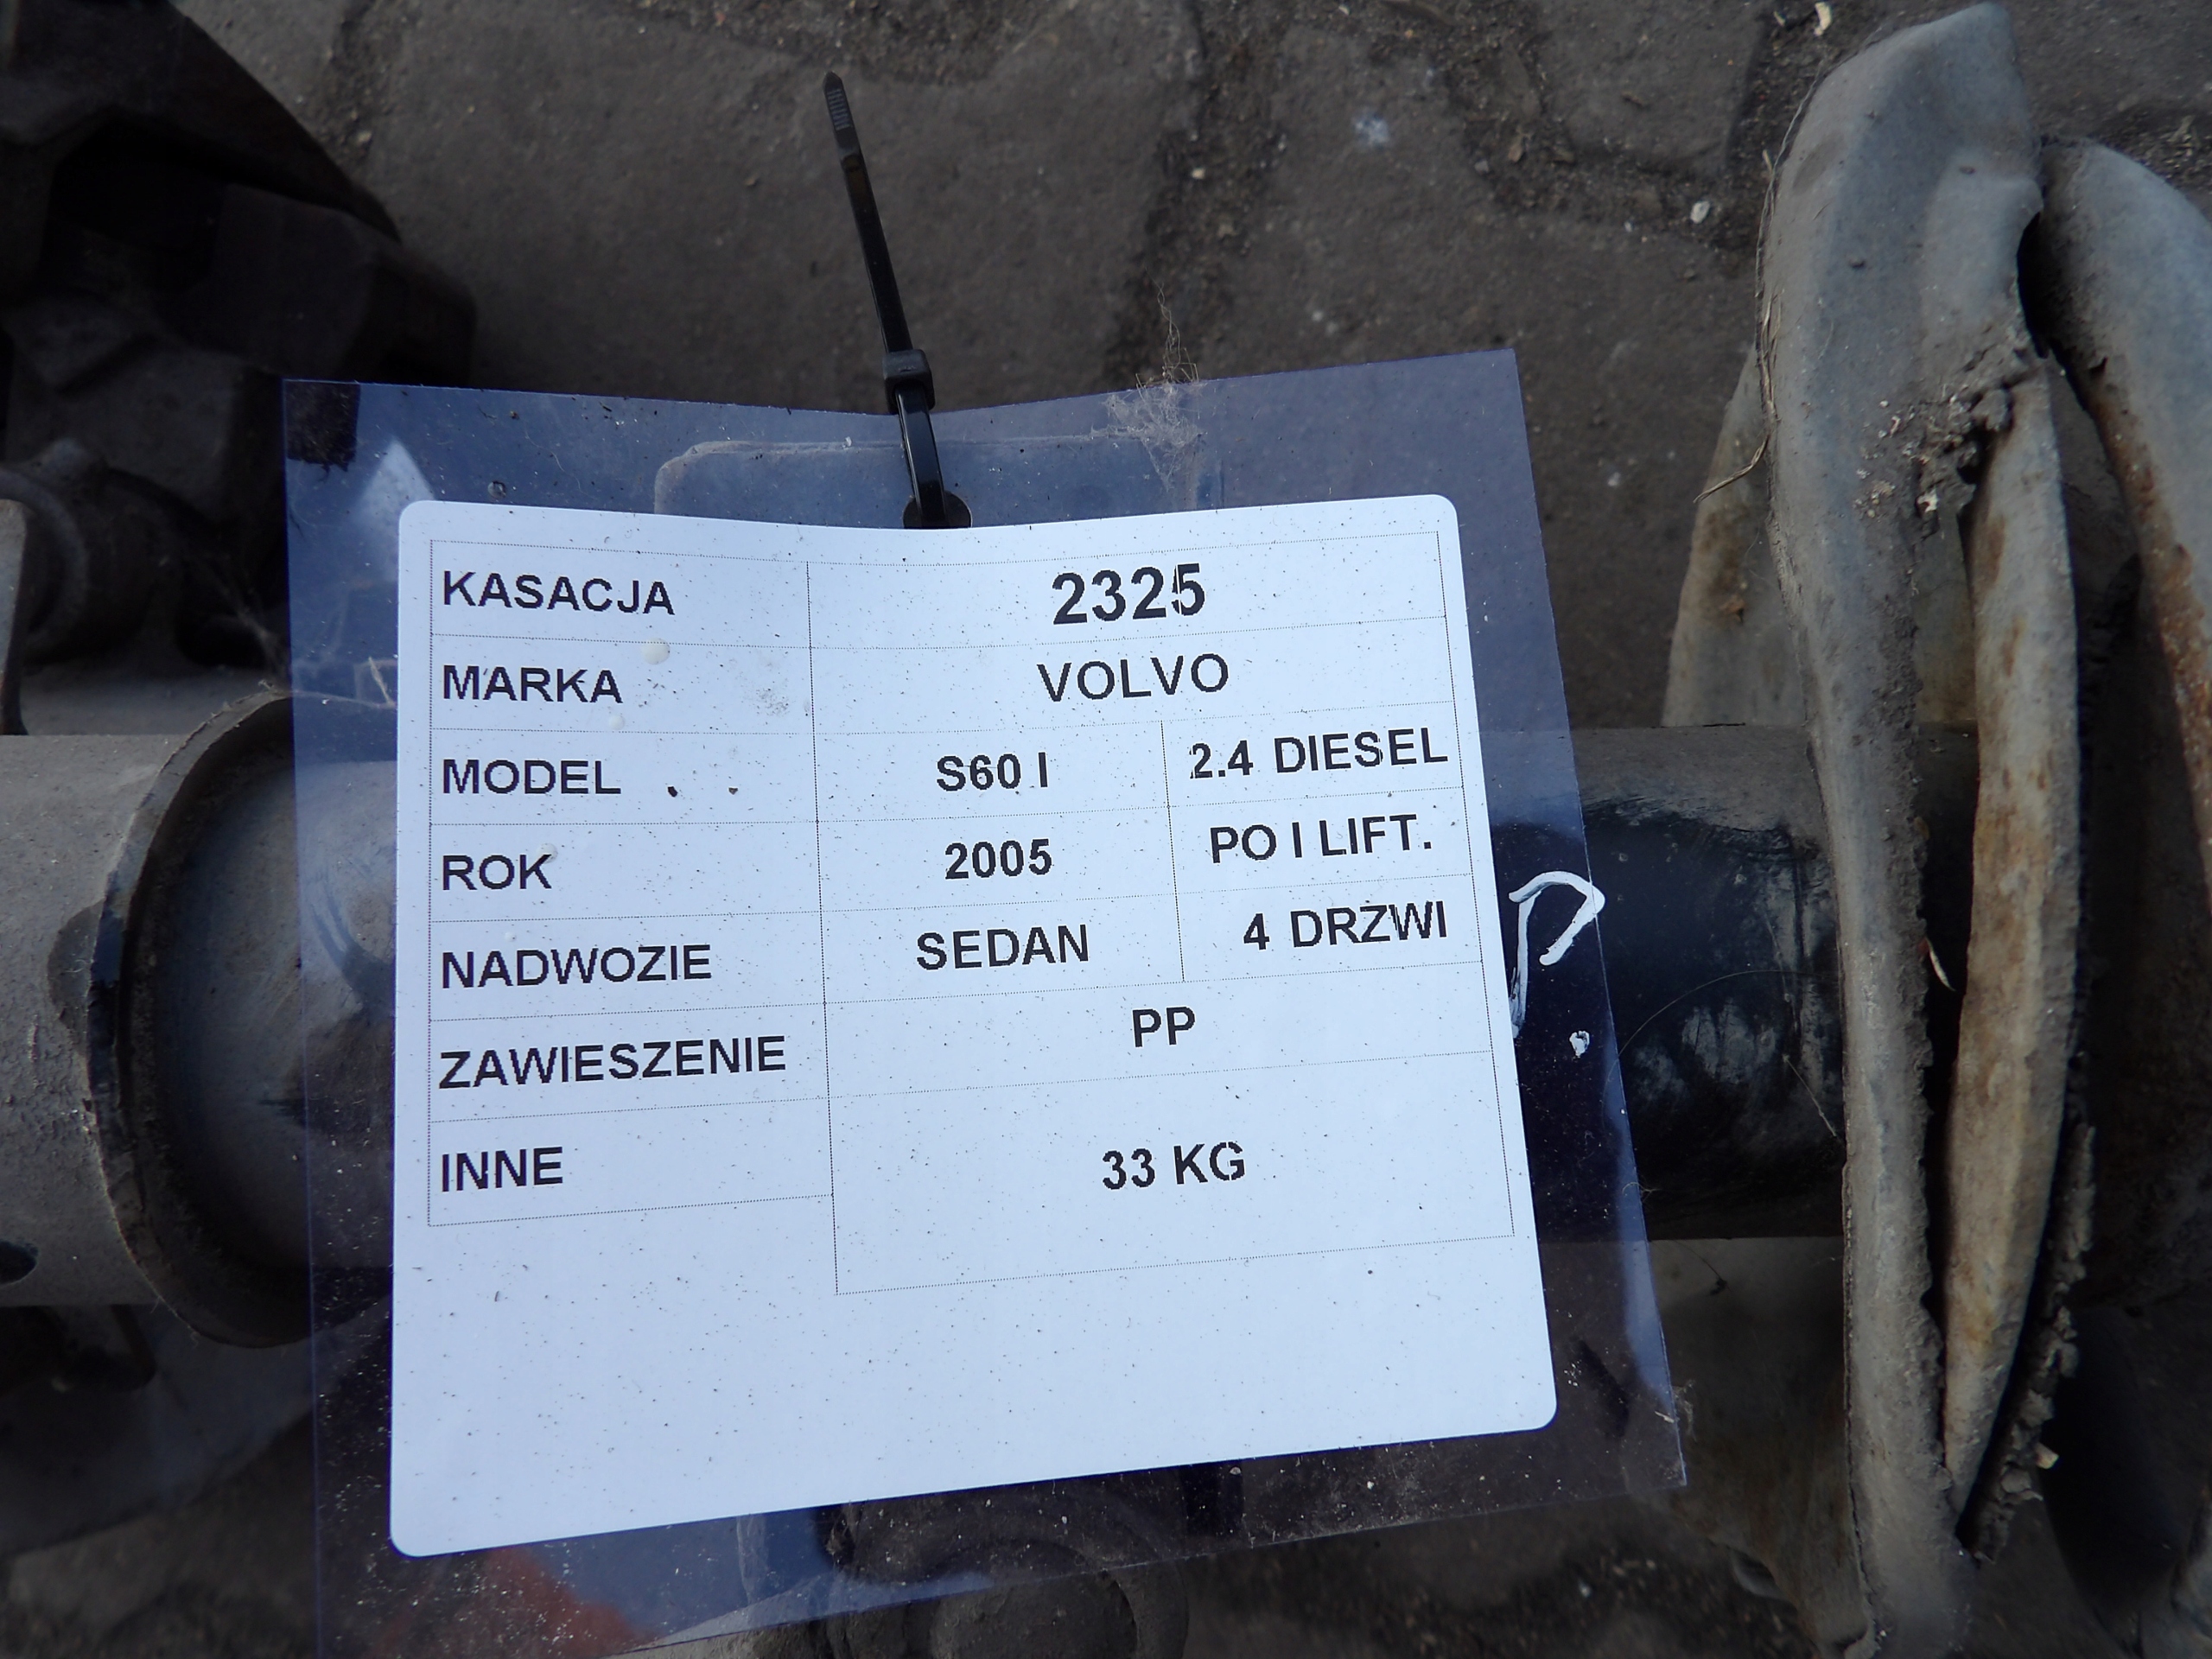 KASACJA 2325
MARKA VOLVO
MODEL S60 I 2.4 DIESEL
ROK 2005 PO I LIFT.
NADWOZIE SEDAN 4 DRZWI
P
ZAWIESZENIE PP
INNE 33 KG